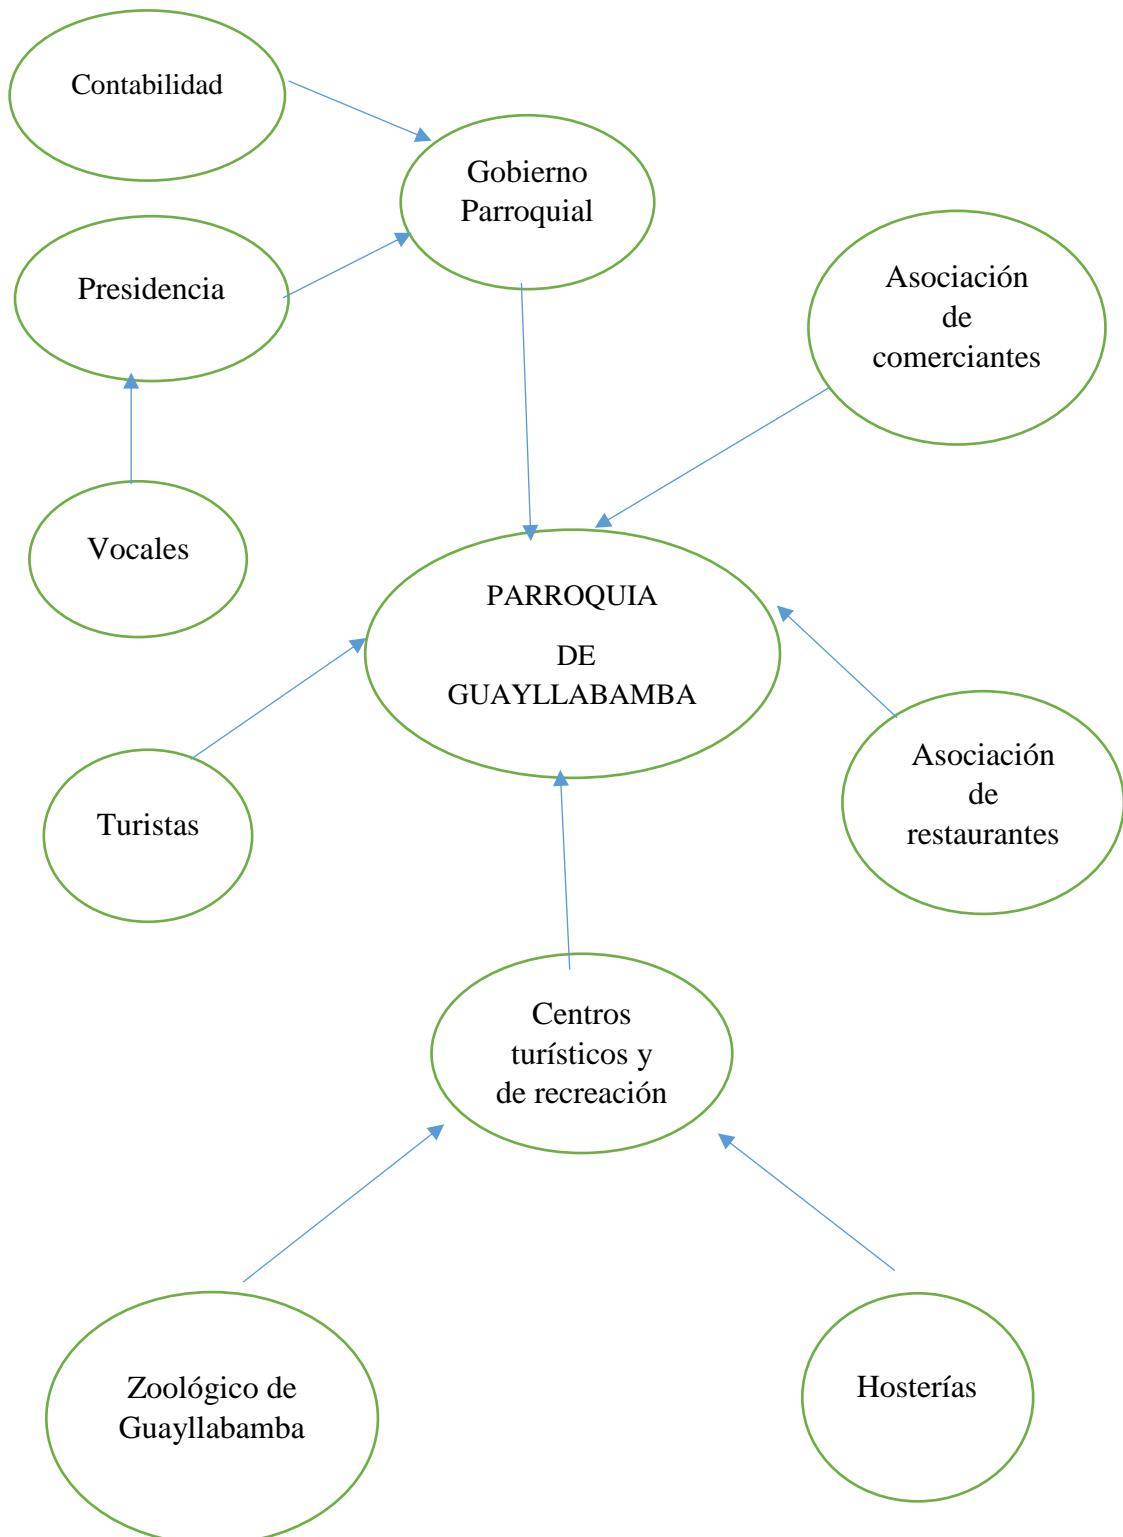 Contabilidad
Gobierno
Parroquial
Presidencia
Asociación
de
comerciantes
Vocales
PARROQUIA
DE
GUAYLLABAMBA
Turistas
Asociación
de
restaurantes
Centros
turísticos y
de recreación
Zoológico de
Guayllabamba
Hosterías